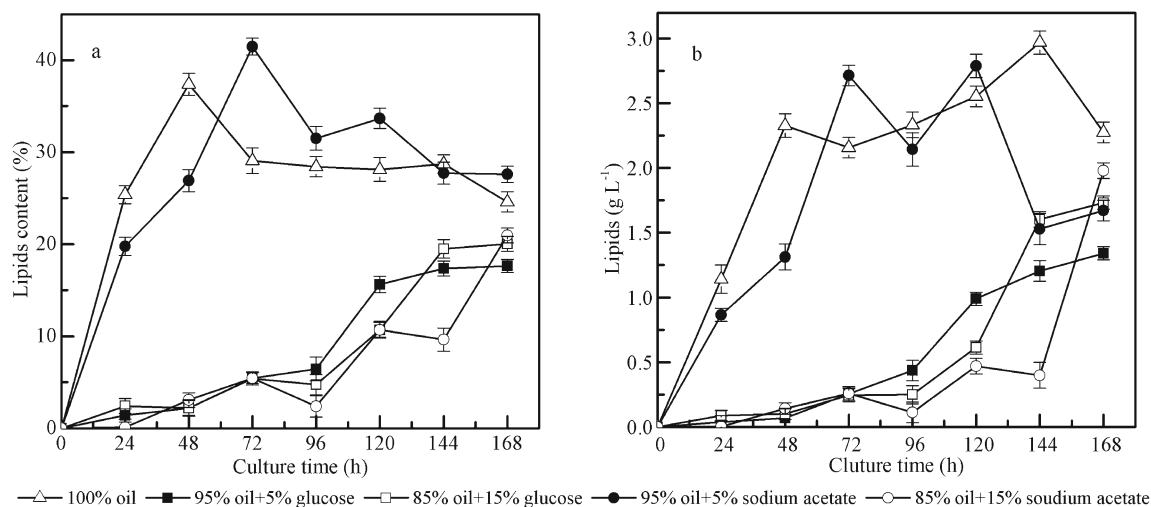 a
b
Lipids content (%)
40
30
20
10
0
0 24 48 72 96 120 144 168
Culture time (h)
Lipids (g L-1)
3.0
2.5
2.0
1.5
1.0
0.5
0.0
0 24 48 72 96 120 144 168
Cluture time (h)
100% oil 95% oil+5% glucose 85% oil+15% glucose 95% oil+5% sodium acetate 85% oil+15% soudium acetate